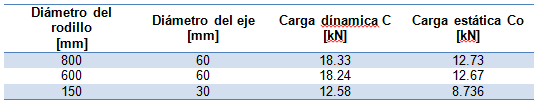 Diámetro del rodillo [mm] Diámetro del eje [mm] Carga dínamica C [kN] Carga estática Co [kN]
800 60 18.33 12.73
600 60 18.24 12.67
150 30 12.58 8.736